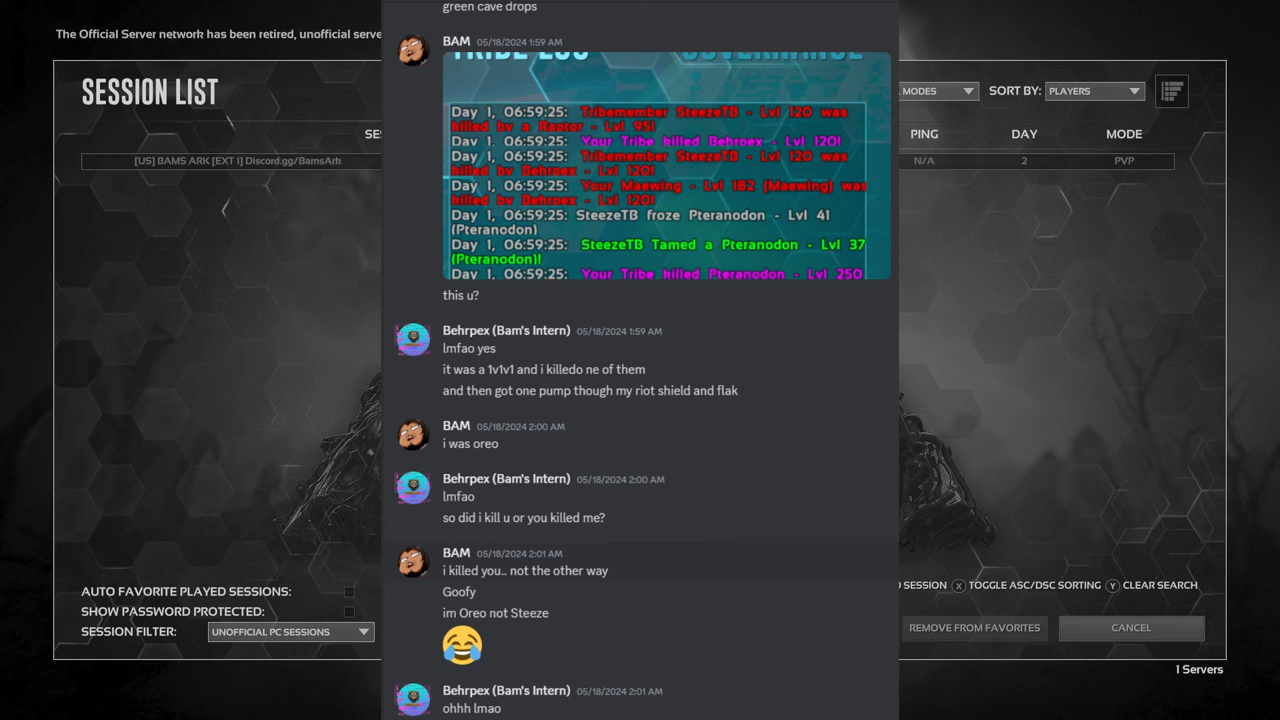 green cave drops
The Official Server network has been retired, unofficial serve
BAM 05/18/2024 1:59 AM
TRIBE LOG GOVERNANCE
SESSION LIST
MODES SORT BY: PLAYERS
Day 1, 06:59:25: Tribemember SteezeTB - Lvl 120 was
killed by a Raptor - Lvl 95!
SES PING DAY MODE
Day 1, 06:59:25: Your Tribe killed Behrpex - Lvl 120!
Day 1, 06:59:25: Tribemember SteezeTB - Lvl 120 was
killed by Behrpex - Lvl 120!
[US] BAMS ARK [EXT 1] Discord.gg/BamsArk N/A 2 PVP
Day 1, 06:59:25: Your Maewing - Lvl 182 (Maewing) was
killed by Behrpex - Lvl 120!
Day 1, 06:59:25: SteezeTB froze Pteranodon - Lvl 41
(Pteranodon)
Day 1, 06:59:25: SteezeTB Tamed a Pteranodon - Lvl 37
(Pteranodon)!
Day 1, 06:59:25: Your Tribe killed Pteranodon - Lvl 250
this u?
Behrpex (Bam's Intern) 05/18/2024 1:59 AM
lmfao yes
it was a 1v1v1 and i killedo ne of them
and then got one pump though my riot shield and flak
BAM 05/18/2024 2:00 AM
i was oreo
Behrpex (Bam's Intern) 05/18/2024 2:00 AM
lmfao
so did i kill u or you killed me?
BAM 05/18/2024 2:01 AM
i killed you.. not the other way
Goofy
im Oreo not Steeze
Behrpex (Bam's Intern) 05/18/2024 2:01 AM
ohhh lmao
AUTO FAVORITE PLAYED SESSIONS:
SHOW PASSWORD PROTECTED:
SESSION FILTER: UNOFFICIAL PC SESSIONS
SESSION X TOGGLE ASC/DSC SORTING Y CLEAR SEARCH
REMOVE FROM FAVORITES CANCEL
1 Servers